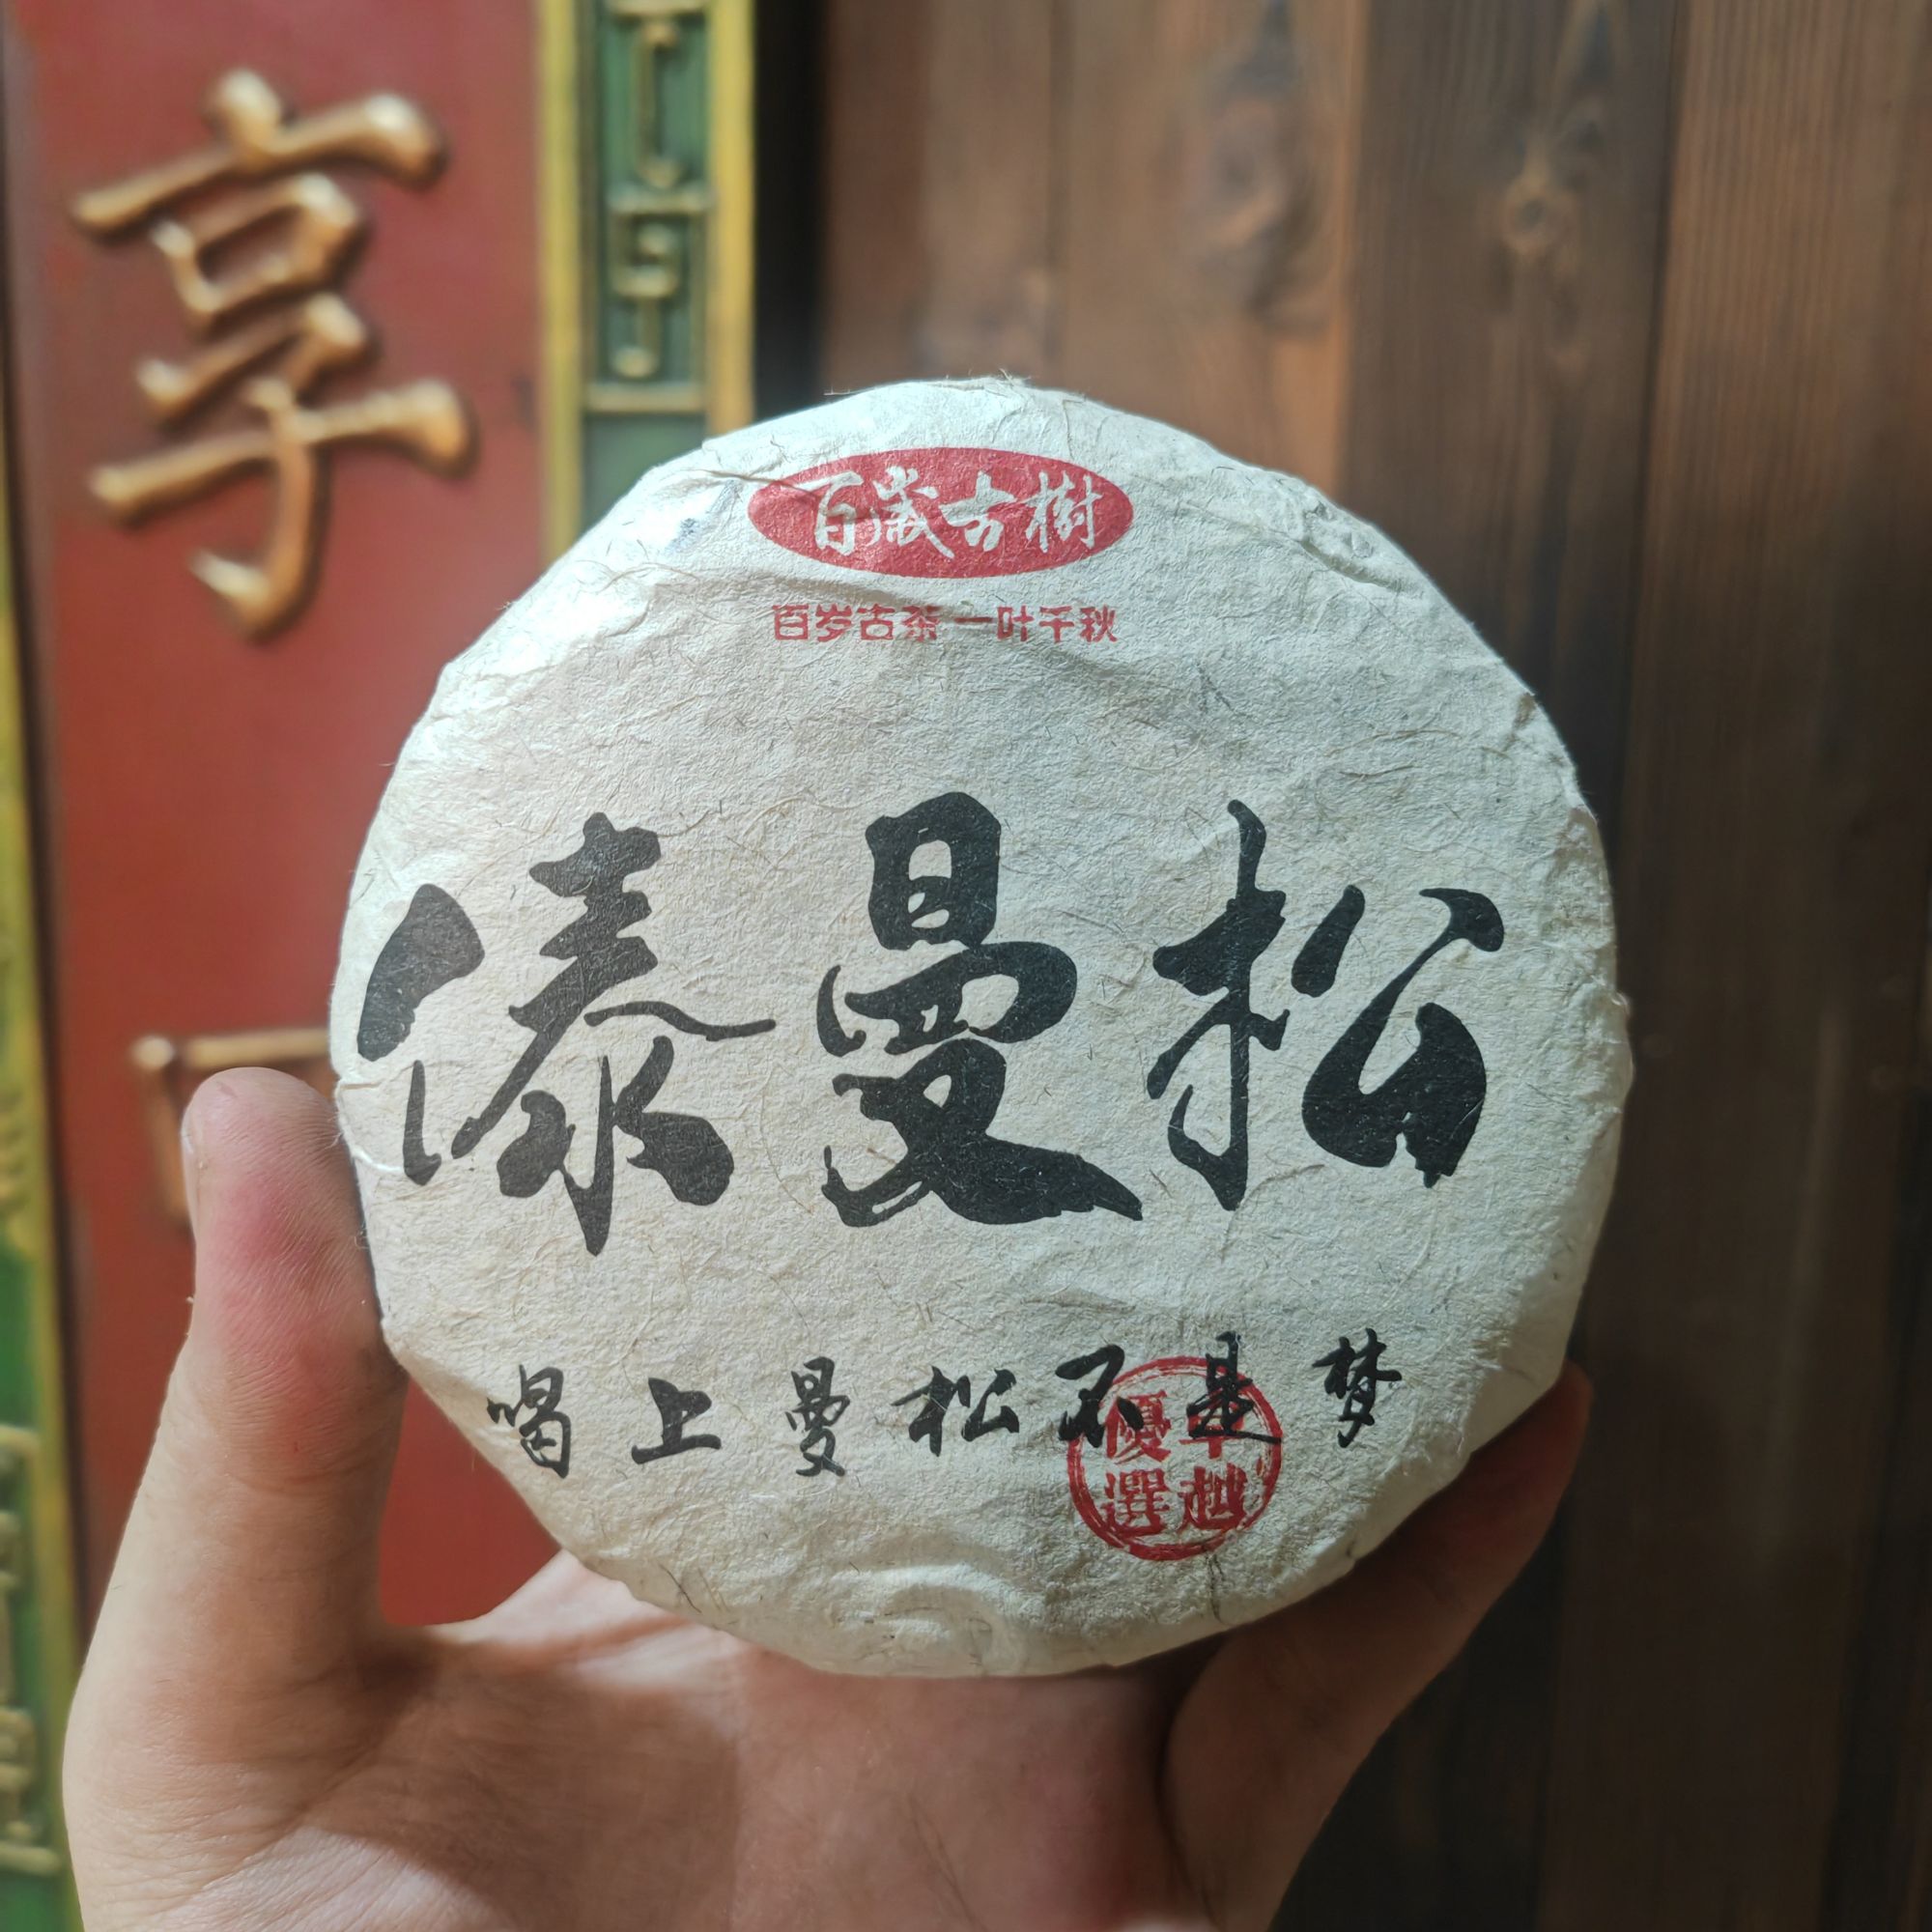 享
百歲古樹
百岁古茶 一叶千秋
傣曼松
喝上曼松不是梦
卓越
優選